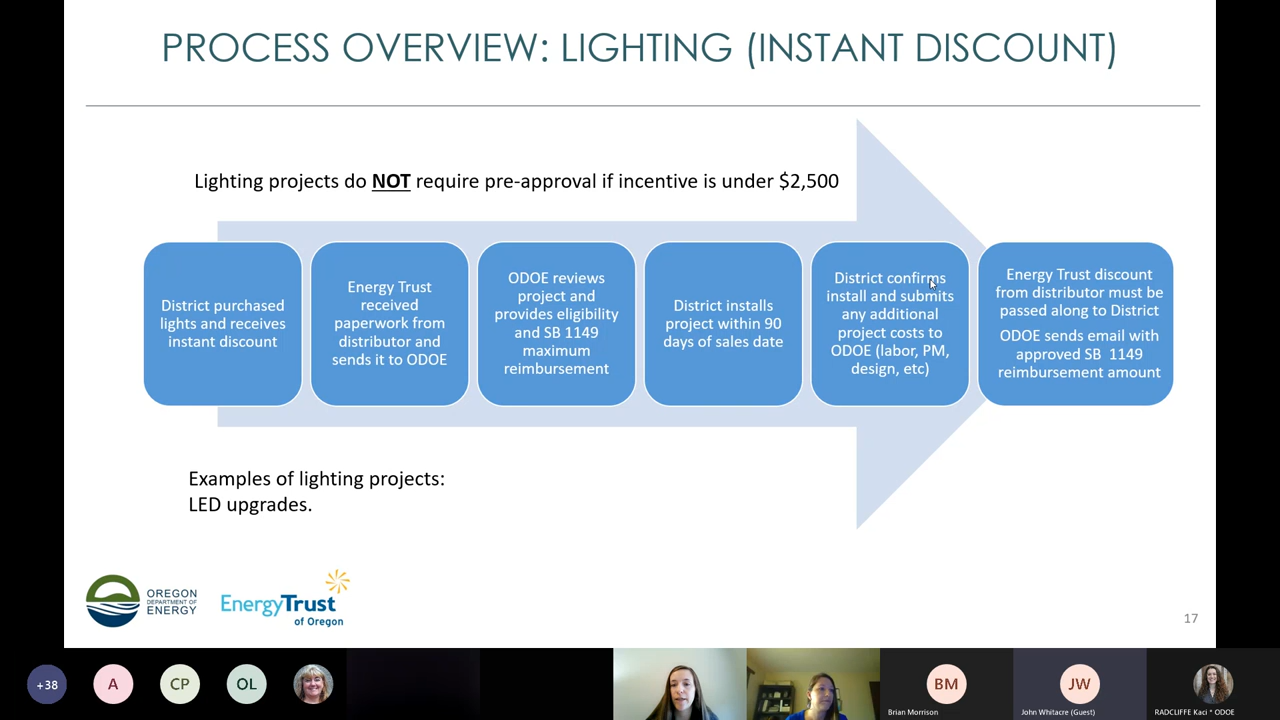 PROCESS OVERVIEW: LIGHTING (INSTANT DISCOUNT)
Lighting projects do NOT require pre-approval if incentive is under $2,500
District purchased
lights and receives
instant discount
Energy Trust
received
paperwork from
distributor and
sends it to ODOE
ODOE reviews
project and
provides eligibility
and SB 1149
maximum
reimbursement
District installs
project within 90
days of sales date
District confirms
install and submits
any additional
project costs to
ODOE (labor, PM,
design, etc)
Energy Trust discount
from distributor must be
passed along to District
ODOE sends email with
approved SB 1149
reimbursement amount
Examples of lighting projects:
LED upgrades.
OREGON
DEPARTMENT OF
ENERGY
EnergyTrust
of Oregon
17
+38
A
CP
OL
BM
Brian Morrison
JW
John Whitacre (Guest)
RADCLIFFE Kaci * ODOE